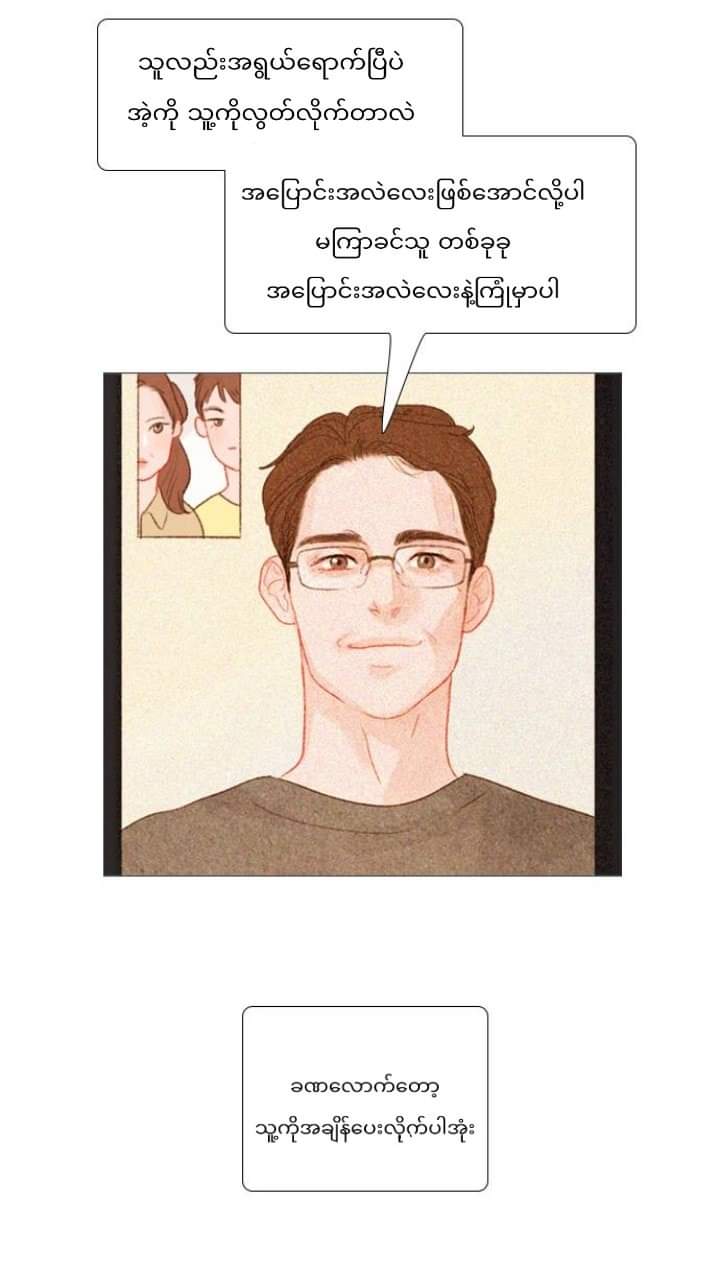 သူလည်းအရွယ်ရောက်ပြီပဲ
အဲ့ကို သူ့ကိုလွတ်လိုက်တာလဲ
အပြောင်းအလဲလေးဖြစ်အောင်လို့ပါ
မကြာခင်သူ တစ်ခုခု
အပြောင်းအလဲလေးနဲ့ကြုံမှာပါ
ခဏလောက်တော့
သူ့ကိုအချိန်ပေးလိုက်ပါအုံး